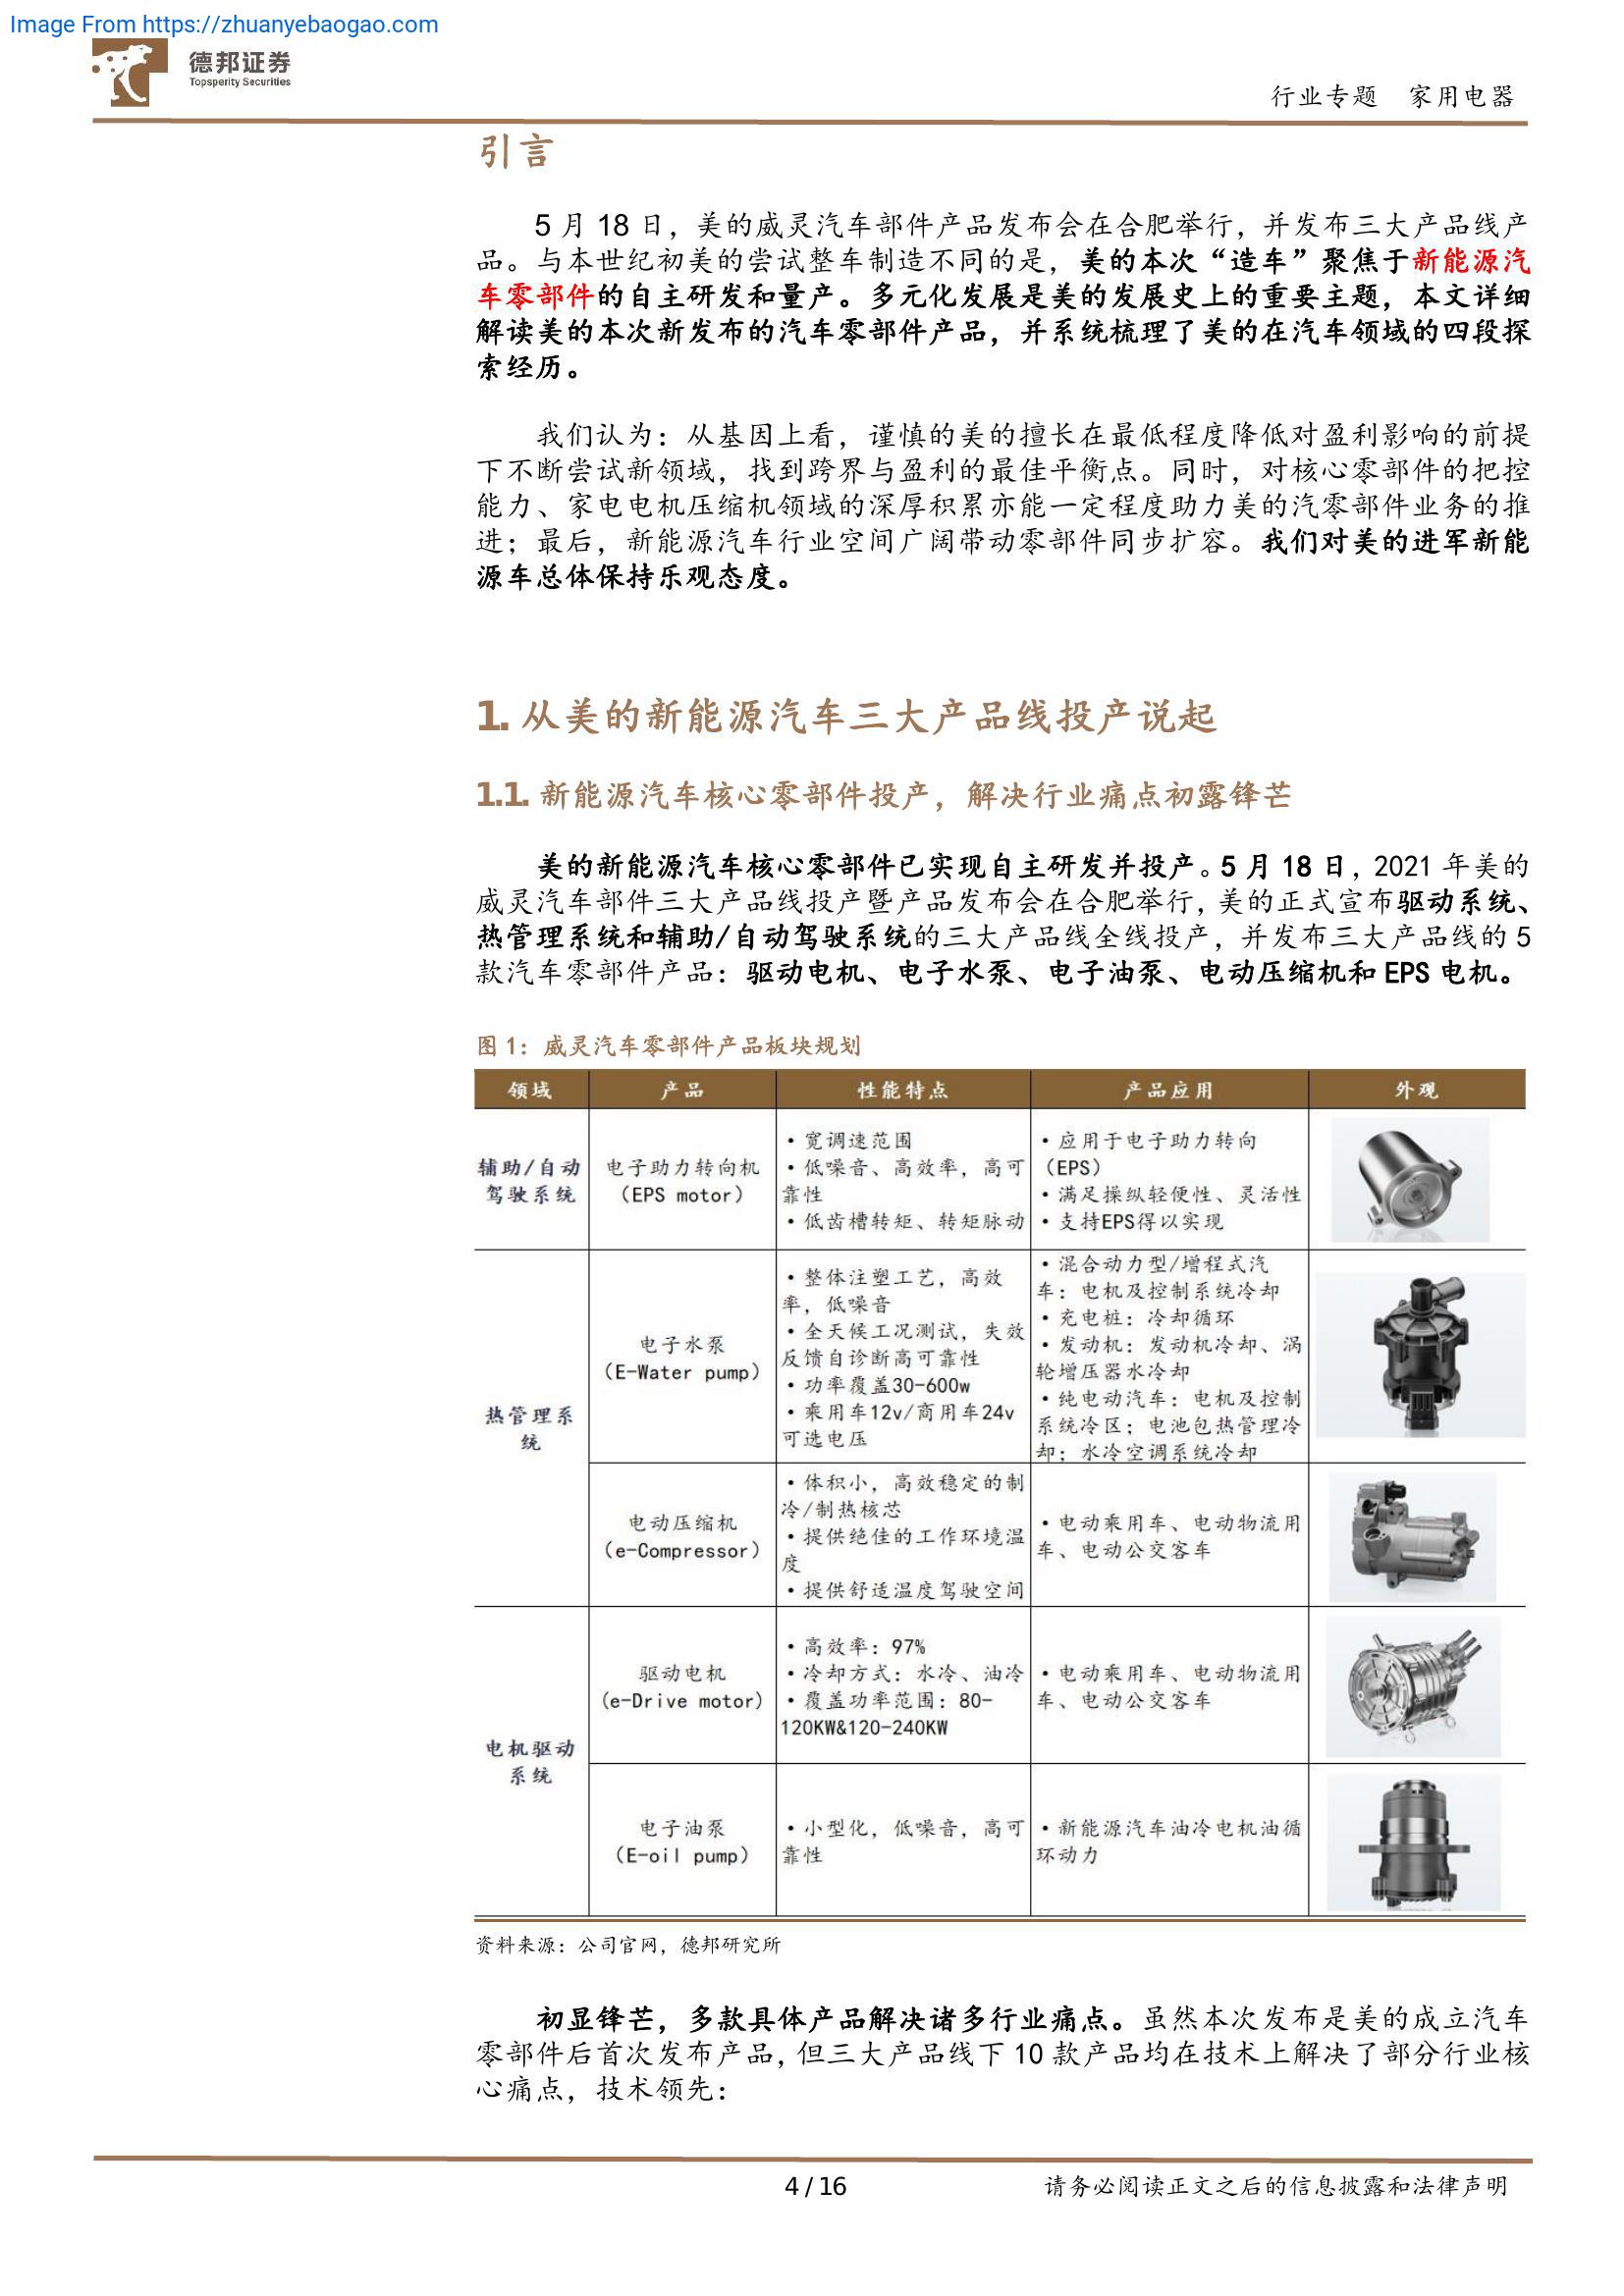 Image From https://zhuanyebaogao.com
德邦证券
Topsperity Securities
行业专题 家用电器
引言
5 月 18 日，美的威灵汽车部件产品发布会在合肥举行，并发布三大产品线产
品。与本世纪初美的尝试整车制造不同的是，美的本次“造车”聚焦于新能源汽
车零部件的自主研发和量产。多元化发展是美的发展史上的重要主题，本文详细
解读美的本次新发布的汽车零部件产品，并系统梳理了美的在汽车领域的四段探
索经历。
我们认为：从基因上看，谨慎的美的擅长在最低程度降低对盈利影响的前提
下不断尝试新领域，找到跨界与盈利的最佳平衡点。同时，对核心零部件的把控
能力、家电电机压缩机领域的深厚积累亦能一定程度助力美的汽零部件业务的推
进；最后，新能源汽车行业空间广阔带动零部件同步扩容。我们对美的进军新能
源车总体保持乐观态度。
1. 从美的新能源汽车三大产品线投产说起
1.1. 新能源汽车核心零部件投产，解决行业痛点初露锋芒
美的新能源汽车核心零部件已实现自主研发并投产。5 月 18 日，2021 年美的
威灵汽车部件三大产品线投产暨产品发布会在合肥举行，美的正式宣布驱动系统、
热管理系统和辅助/自动驾驶系统的三大产品线全线投产，并发布三大产品线的 5
款汽车零部件产品：驱动电机、电子水泵、电子油泵、电动压缩机和 EPS 电机。
图 1：威灵汽车零部件产品板块规划
领域 产品 性能特点 产品应用 外观
辅助/自动
驾驶系统
电子助力转向机
（EPS motor）
·宽调速范围
·低噪音、高效率，高可
靠性
·低齿槽转矩、转矩脉动
·应用于电子助力转向
（EPS）
·满足操纵轻便性、灵活性
·支持EPS得以实现
热管理系
统
电子水泵
（E-Water pump）
·整体注塑工艺，高效
率，低噪音
·全天候工况测试，失效
反馈自诊断高可靠性
·功率覆盖30-600w
·乘用车12v/商用车24v
可选电压
·混合动力型/增程式汽
车：电机及控制系统冷却
·充电桩：冷却循环
·发动机：发动机冷却、涡
轮增压器水冷却
·纯电动汽车：电机及控制
系统冷区；电池包热管理冷
却；水冷空调系统冷却
电动压缩机
（e-Compressor）
·体积小，高效稳定的制
冷/制热核芯
·提供绝佳的工作环境温
度
·提供舒适温度驾驶空间
·电动乘用车、电动物流用
车、电动公交客车
电机驱动
系统
驱动电机
（e-Drive motor）
·高效率：97%
·冷却方式：水冷、油冷
·覆盖功率范围：80-
120KW&120-240KW
·电动乘用车、电动物流用
车、电动公交客车
电子油泵
（E-oil pump）
·小型化，低噪音，高可
靠性
·新能源汽车油冷电机油循
环动力
资料来源：公司官网，德邦研究所
初显锋芒，多款具体产品解决诸多行业痛点。虽然本次发布是美的成立汽车
零部件后首次发布产品，但三大产品线下 10 款产品均在技术上解决了部分行业核
心痛点，技术领先：
4 / 16
请务必阅读正文之后的信息披露和法律声明